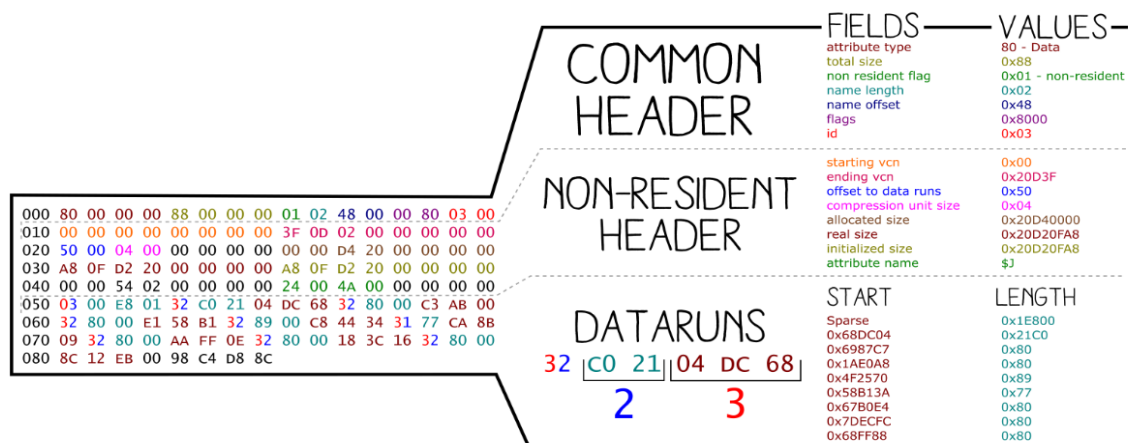 FIELDS VALUES
COMMON HEADER
attribute type 80 - Data
total size 0x88
non resident flag 0x01 - non-resident
name length 0x02
name offset 0x48
flags 0x8000
id 0x03
NON-RESIDENT HEADER
starting vcn 0x00
ending vcn 0x20D3F
offset to data runs 0x50
compression unit size 0x04
allocated size 0x20D40000
real size 0x20D20FA8
initialized size 0x20D20FA8
attribute name $J
000 80 00 00 00 88 00 00 00 01 02 48 00 00 80 03 00
010 00 00 00 00 00 00 00 00 3F 0D 02 00 00 00 00 00
020 50 00 04 00 00 00 00 00 00 00 D4 20 00 00 00 00
030 A8 0F D2 20 00 00 00 00 A8 0F D2 20 00 00 00 00
040 00 00 54 02 00 00 00 00 24 00 4A 00 00 00 00 00
050 03 00 E8 01 32 C0 21 04 DC 68 32 80 00 C3 AB 00
060 32 80 00 E1 58 B1 32 89 00 C8 44 34 31 77 CA 8B
070 09 32 80 00 AA FF 0E 32 80 00 18 3C 16 32 80 00
080 8C 12 EB 00 98 C4 D8 8C
DATARUNS
32 C0 21 04 DC 68
2 3
START LENGTH
Sparse 0x1E800
0x68DC04 0x21C0
0x6987C7 0x80
0x1AE0A8 0x80
0x4F2570 0x89
0x58B13A 0x77
0x67B0E4 0x80
0x7DECFC 0x80
0x68FF88 0x80